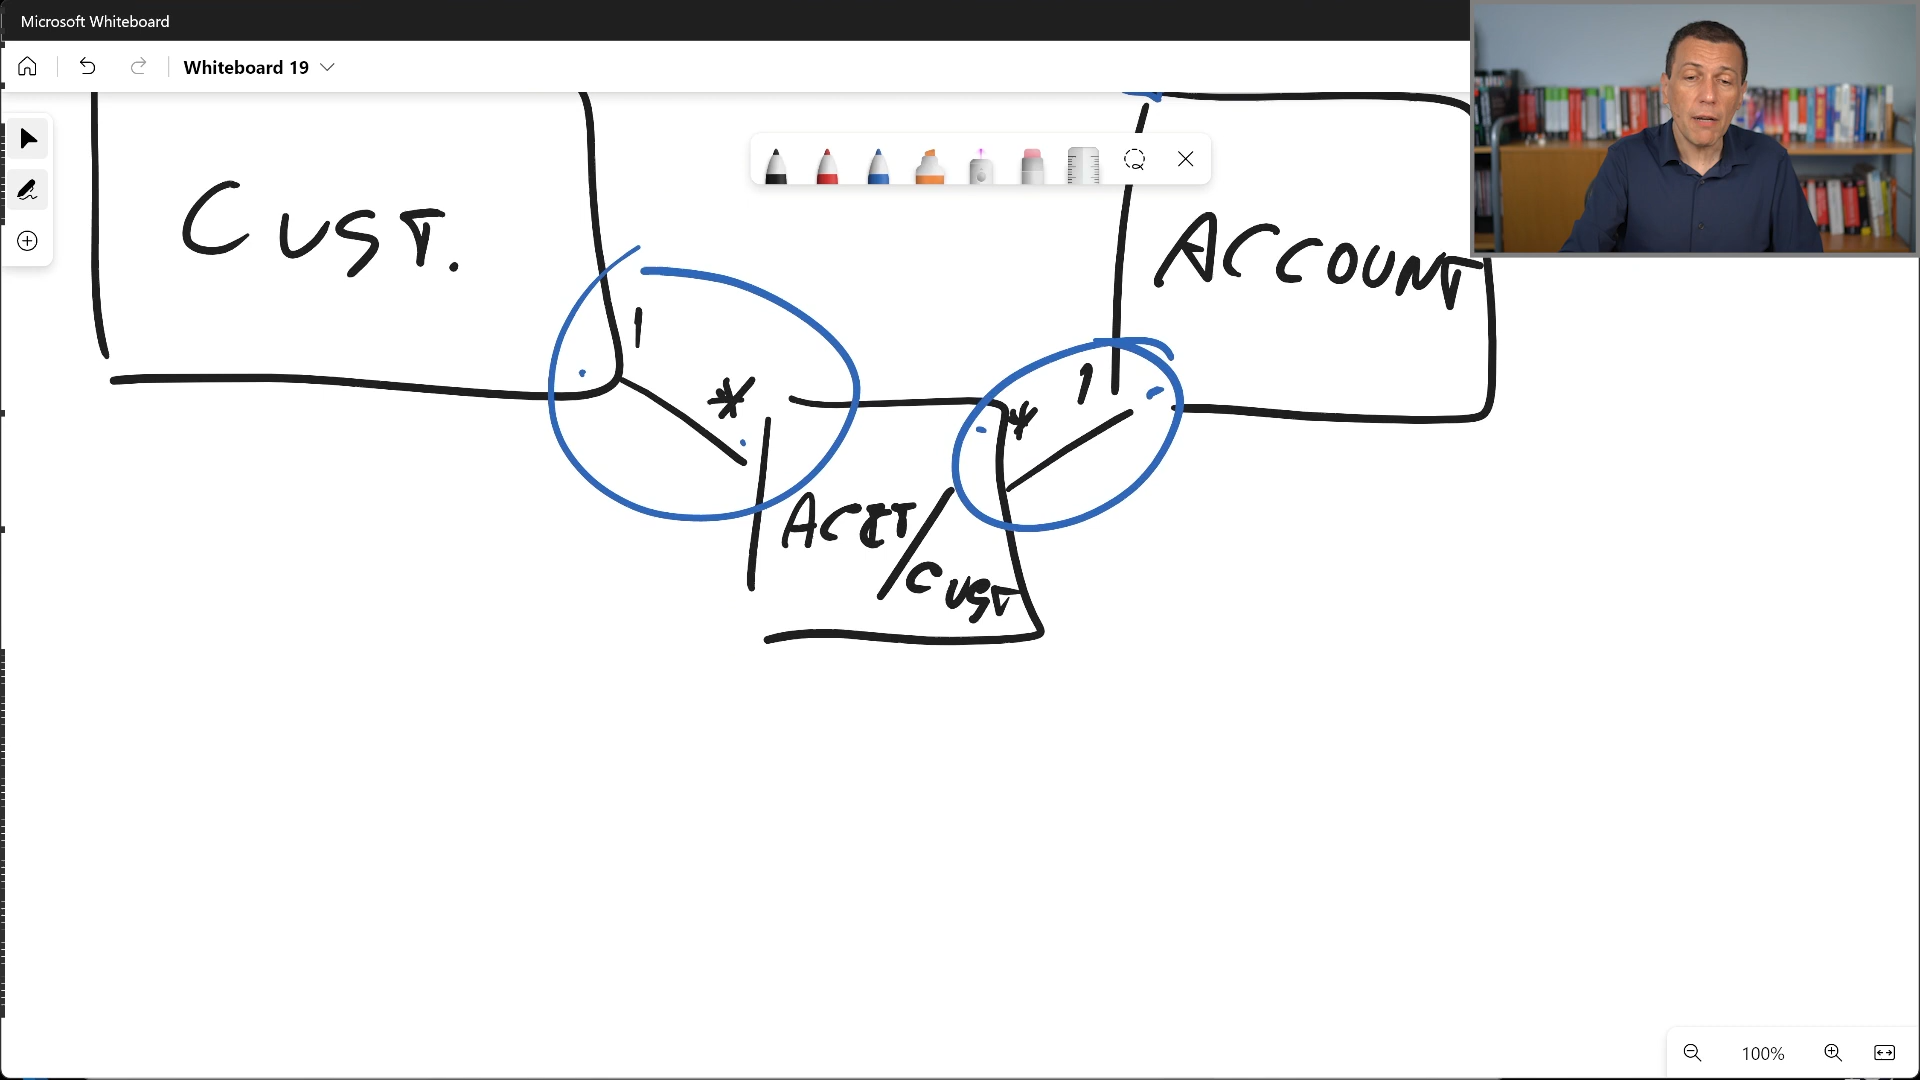 Microsoft Whiteboard
Whiteboard 19
CUST.
ACCOUNT
1
*
1
*
ACCT/
CUST
100%